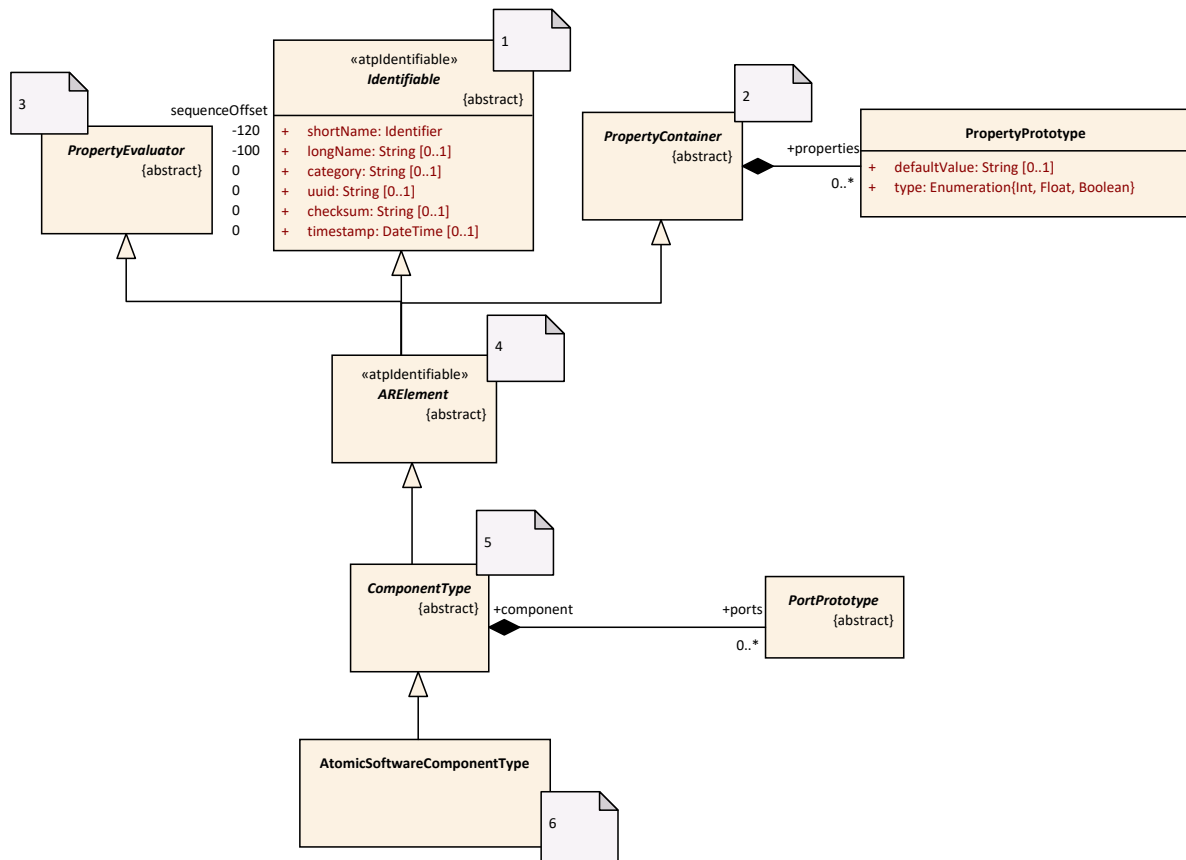 1
«atpIdentifiable»
Identifiable
{abstract}
sequenceOffset
-120 + shortName: Identifier
-100 + longName: String [0..1]
0 + category: String [0..1]
0 + uuid: String [0..1]
0 + checksum: String [0..1]
0 + timestamp: DateTime [0..1]
3
PropertyEvaluator
{abstract}
2
PropertyContainer
{abstract}
+properties
0..*
PropertyPrototype
+ defaultValue: String [0..1]
+ type: Enumeration{Int, Float, Boolean}
4
«atpIdentifiable»
ARElement
{abstract}
5
ComponentType
{abstract}
+component
+ports
0..*
PortPrototype
{abstract}
AtomicSoftwareComponentType
6